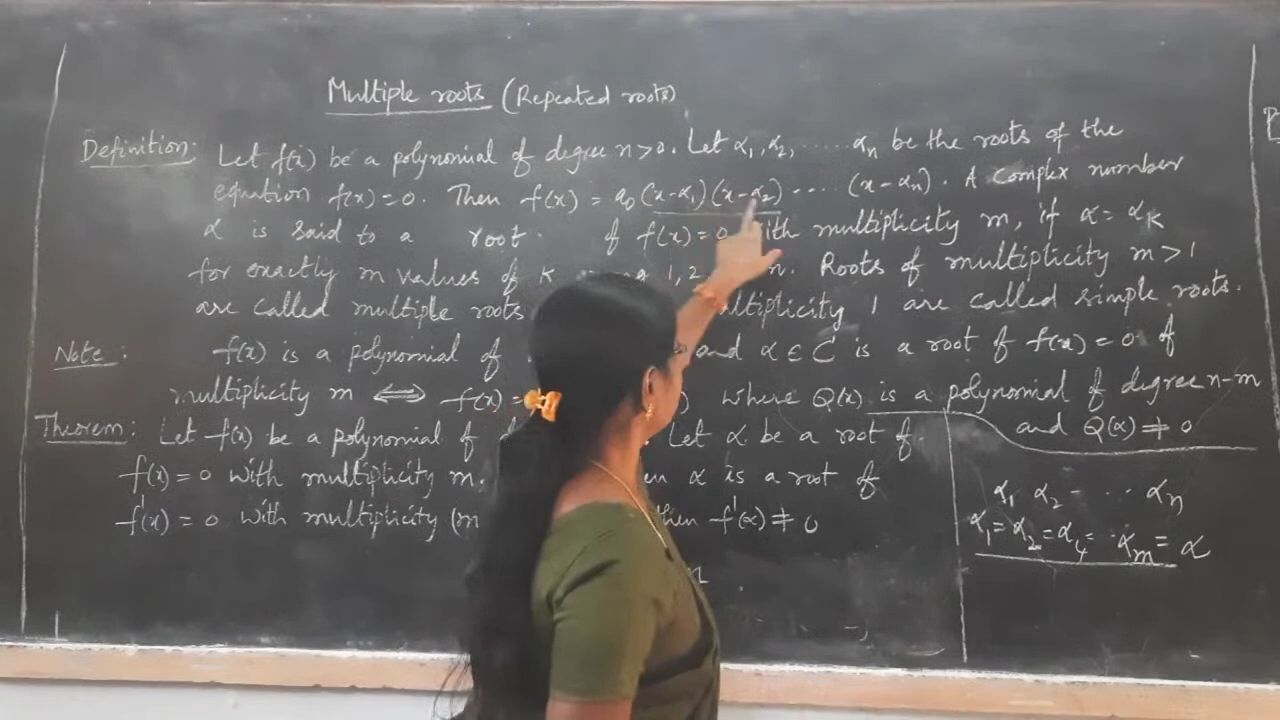 Multiple roots (Repeated roots)
Definition: Let f(x) be a polynomial of degree n>0. Let α₁, α₂, ..... αₙ be the roots of the
equation f(x)=0. Then f(x) = a₀ (x-α₁)(x-α₂) .... (x-αₙ). A complex number
α is said to a root. of f(x)=0 with multiplicity m, if α = α_K
for exactly m values of K 1, 2 n. Roots of multiplicity m>1
are called multiple roots multiplicity 1 are called simple roots.
Note: f(x) is a polynomial of and α ∈ C is a root of f(x)=0 of
multiplicity m ⟺ f(x) = ) where Q(x) is a polynomial of degree n-m
and Q(α) ≠ 0
Theorem: Let f(x) be a polynomial of Let α be a root of
f(x)=0 with multiplicity m. α is a root of
f'(x) = 0 with multiplicity (m then f'(α) ≠ 0
α₁ α₂ - ... αₙ
α₁ = α₂ = α₄ = .. αₘ = α